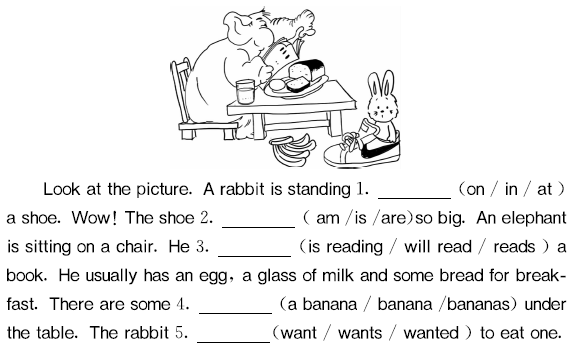 Look at the picture. A rabbit is standing 1. ________ (on / in / at )
a shoe. Wow! The shoe 2. ________ ( am /is /are)so big. An elephant
is sitting on a chair. He 3. ________ (is reading / will read / reads ) a
book. He usually has an egg, a glass of milk and some bread for break-
fast. There are some 4. ________ (a banana / banana /bananas) under
the table. The rabbit 5. ________ (want / wants / wanted ) to eat one.